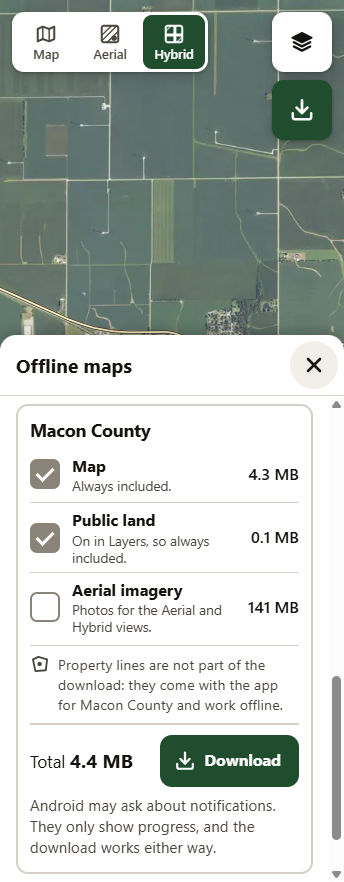 Map
Aerial
Hybrid
Offline maps
Macon County
Map
4.3 MB
Always included.
Public land
0.1 MB
On in Layers, so always
included.
Aerial imagery
141 MB
Photos for the Aerial and
Hybrid views.
Property lines are not part of the
download: they come with the app
for Macon County and work offline.
Total 4.4 MB
Download
Android may ask about notifications.
They only show progress, and the
download works either way.